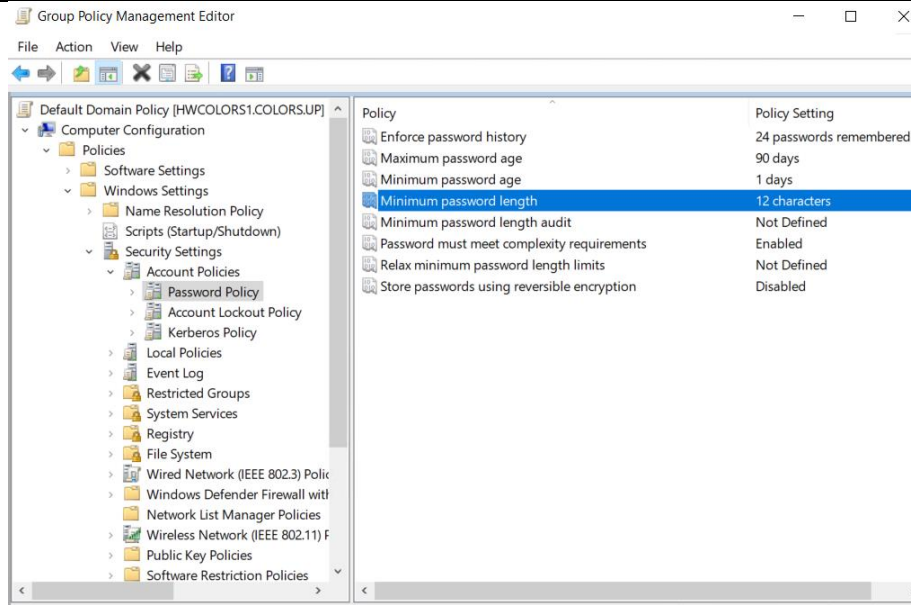 Group Policy Management Editor
File Action View Help
Default Domain Policy [HWCOLORS1.COLORS.UP]
Computer Configuration
Policies
Software Settings
Windows Settings
Name Resolution Policy
Scripts (Startup/Shutdown)
Security Settings
Account Policies
Password Policy
Account Lockout Policy
Kerberos Policy
Local Policies
Event Log
Restricted Groups
System Services
Registry
File System
Wired Network (IEEE 802.3) Polic
Windows Defender Firewall with
Network List Manager Policies
Wireless Network (IEEE 802.11) P
Public Key Policies
Software Restriction Policies
Policy Policy Setting
Enforce password history 24 passwords remembered
Maximum password age 90 days
Minimum password age 1 days
Minimum password length 12 characters
Minimum password length audit Not Defined
Password must meet complexity requirements Enabled
Relax minimum password length limits Not Defined
Store passwords using reversible encryption Disabled